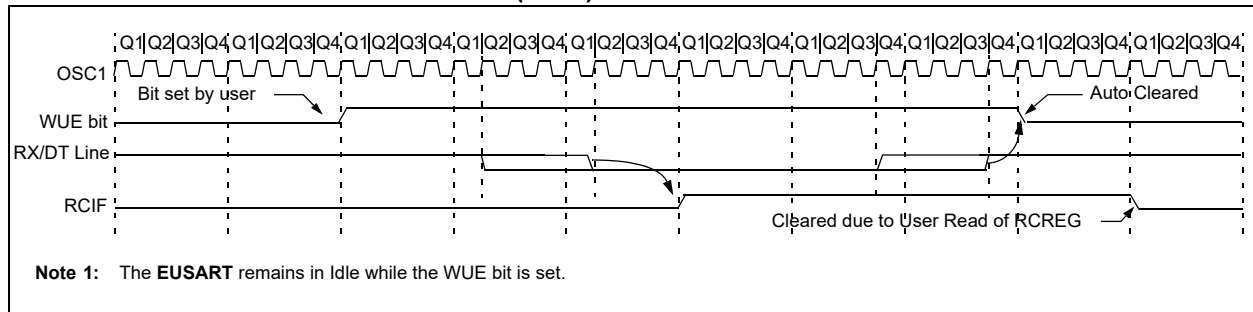 Q1|Q2|Q3|Q4 Q1|Q2|Q3|Q4 Q1|Q2|Q3|Q4 Q1|Q2|Q3|Q4 Q1|Q2|Q3|Q4 Q1|Q2|Q3|Q4 Q1|Q2|Q3|Q4 Q1|Q2|Q3|Q4 Q1|Q2|Q3|Q4 Q1|Q2|Q3|Q4
OSC1
Bit set by user
Auto Cleared
WUE bit
RX/DT Line
RCIF
Cleared due to User Read of RCREG
Note 1: The EUSART remains in Idle while the WUE bit is set.